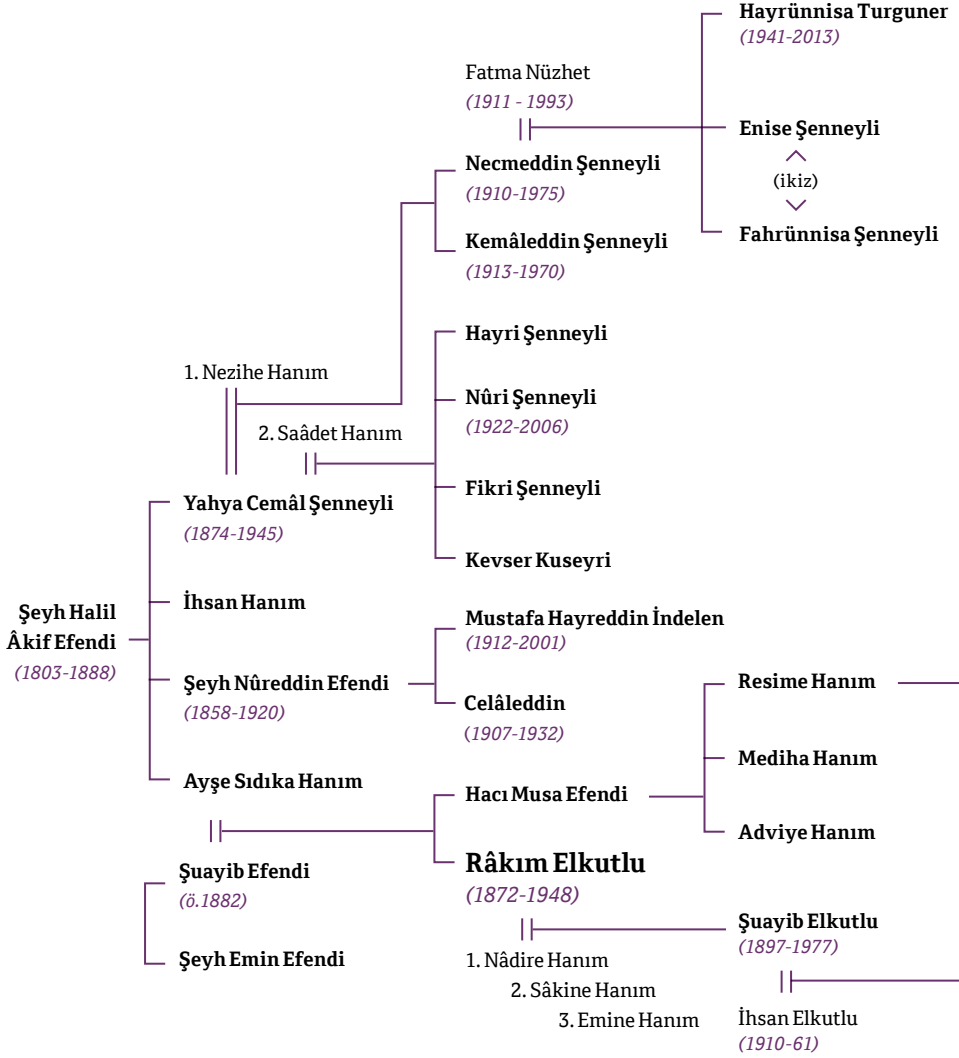 Hayrünnisa Turguner
(1941-2013)
Fatma Nüzhet
(1911 - 1993)
Enise Şenneyli
(ikiz)
Fahrünnisa Şenneyli
Necmeddin Şenneyli
(1910-1975)
Kemâleddin Şenneyli
(1913-1970)
Hayri Şenneyli
1. Nezihe Hanım
Nûri Şenneyli
(1922-2006)
2. Saâdet Hanım
Fikri Şenneyli
Yahya Cemâl Şenneyli
(1874-1945)
Kevser Kuseyri
Şeyh Halil
Âkif Efendi
(1803-1888)
İhsan Hanım
Mustafa Hayreddin İndelen
(1912-2001)
Şeyh Nûreddin Efendi
(1858-1920)
Celâleddin
(1907-1932)
Resime Hanım
Mediha Hanım
Adviye Hanım
Ayşe Sıdıka Hanım
Hacı Musa Efendi
Râkım Elkutlu
(1872-1948)
Şuayib Efendi
(ö.1882)
Şeyh Emin Efendi
1. Nâdire Hanım
2. Sâkine Hanım
3. Emine Hanım
Şuayib Elkutlu
(1897-1977)
İhsan Elkutlu
(1910-61)